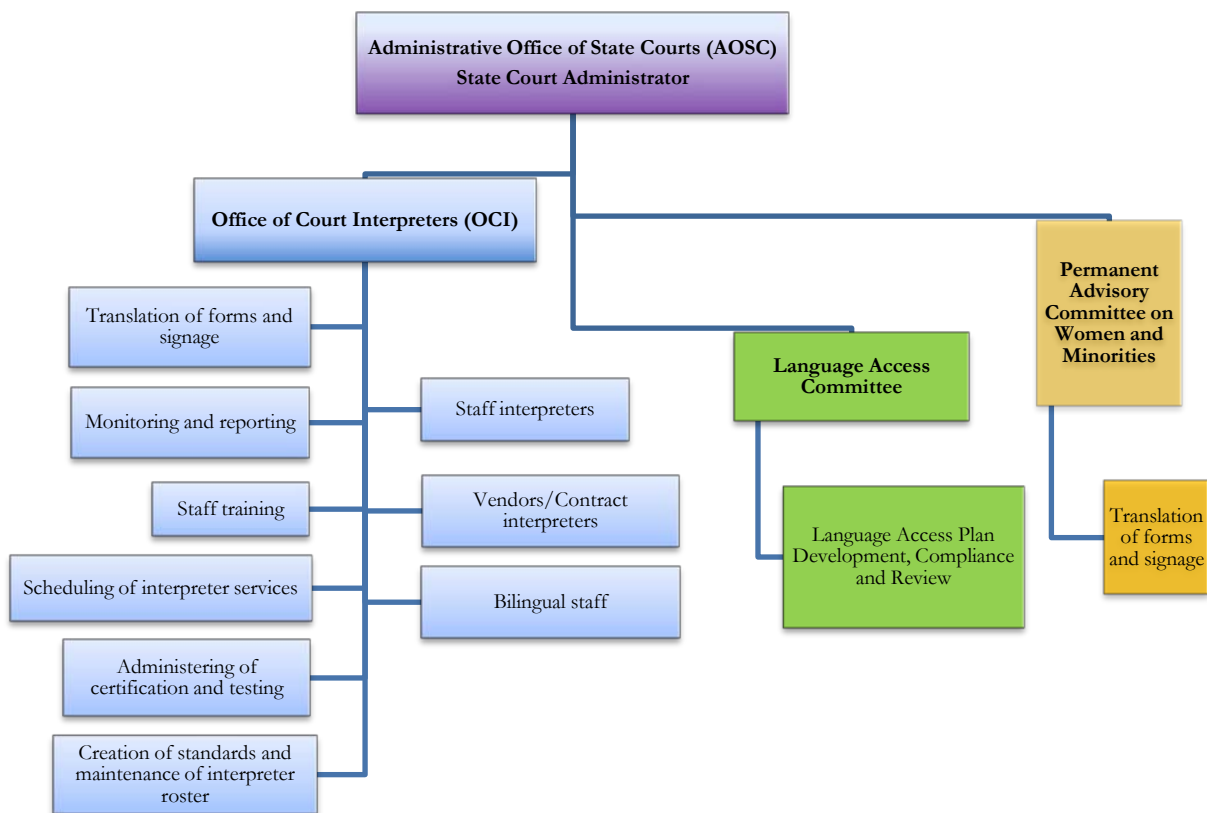 Administrative Office of State Courts (AOSC)
State Court Administrator
Office of Court Interpreters (OCI)
Translation of forms and
signage
Monitoring and reporting
Staff training
Scheduling of interpreter services
Administering of
certification and testing
Creation of standards and
maintenance of interpreter
roster
Staff interpreters
Vendors/Contract
interpreters
Bilingual staff
Language Access
Committee
Language Access Plan
Development, Compliance
and Review
Permanent
Advisory
Committee on
Women and
Minorities
Translation
of forms
and signage